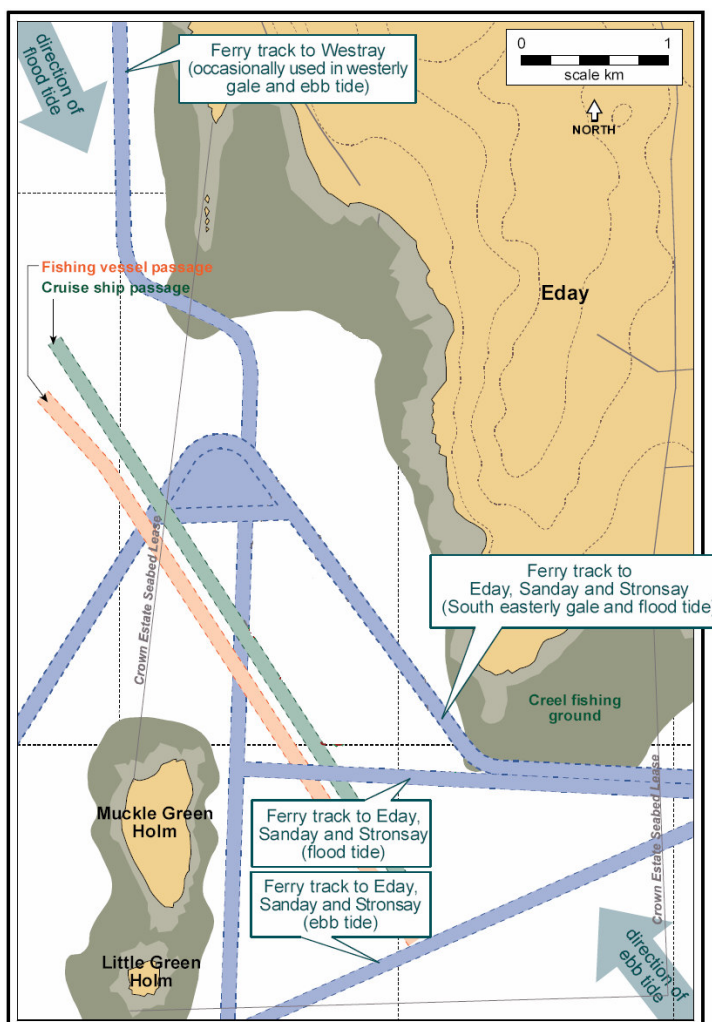 direction of
flood tide
Ferry track to Westray
(occasionally used in westerly
gale and ebb tide)
0 1
scale km
NORTH
Fishing vessel passage
Cruise ship passage
Eday
Crown Estate Seabed Lease
Ferry track to
Eday, Sanday and Stronsay
(South easterly gale and flood tide)
Creel fishing
ground
Muckle Green
Holm
Ferry track to Eday,
Sanday and Stronsay
(flood tide)
Crown Estate Seabed Lease
Ferry track to Eday,
Sanday and Stronsay
(ebb tide)
Little Green
Holm
direction of
ebb tide